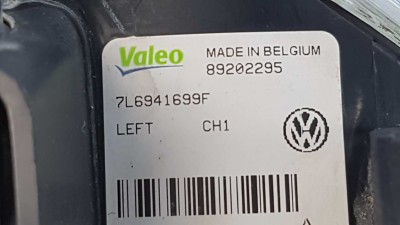 Valeo
MADE IN BELGIUM
89202295
7L6941699F
LEFT CH1